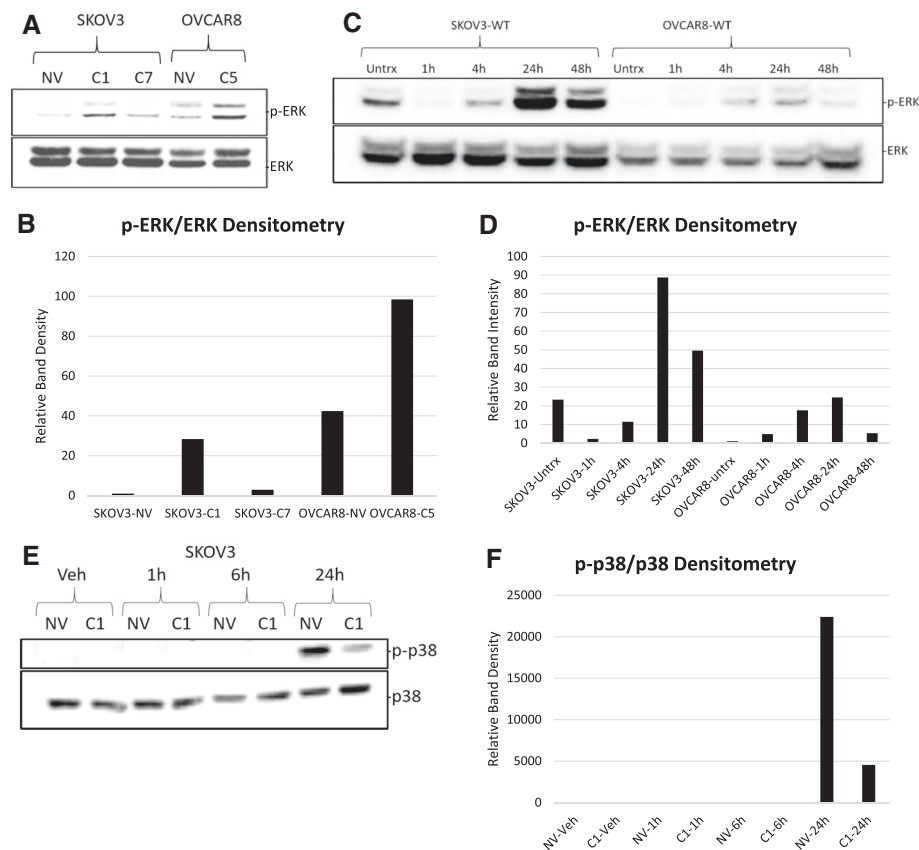 A
SKOV3
OVCAR8
NV C1 C7 NV C5
p-ERK
ERK
C
SKOV3-WT
OVCAR8-WT
Untrx 1h 4h 24h 48h Untrx 1h 4h 24h 48h
p-ERK
ERK
B
p-ERK/ERK Densitometry
Relative Band Density
120
100
80
60
40
20
0
SKOV3-NV SKOV3-C1 SKOV3-C7 OVCAR8-NV OVCAR8-C5
D
p-ERK/ERK Densitometry
Relative Band Intensity
100
90
80
70
60
50
40
30
20
10
0
SKOV3-Untrx
SKOV3-1h
SKOV3-4h
SKOV3-24h
SKOV3-48h
OVCAR8-untrx
OVCAR8-1h
OVCAR8-4h
OVCAR8-24h
OVCAR8-48h
E
SKOV3
Veh 1h 6h 24h
NV C1 NV C1 NV C1 NV C1
p-p38
p38
F
p-p38/p38 Densitometry
Relative Band Density
25000
20000
15000
10000
5000
0
NV-Veh
C1-Veh
NV-1h
C1-1h
NV-6h
C1-6h
NV-24h
C1-24h